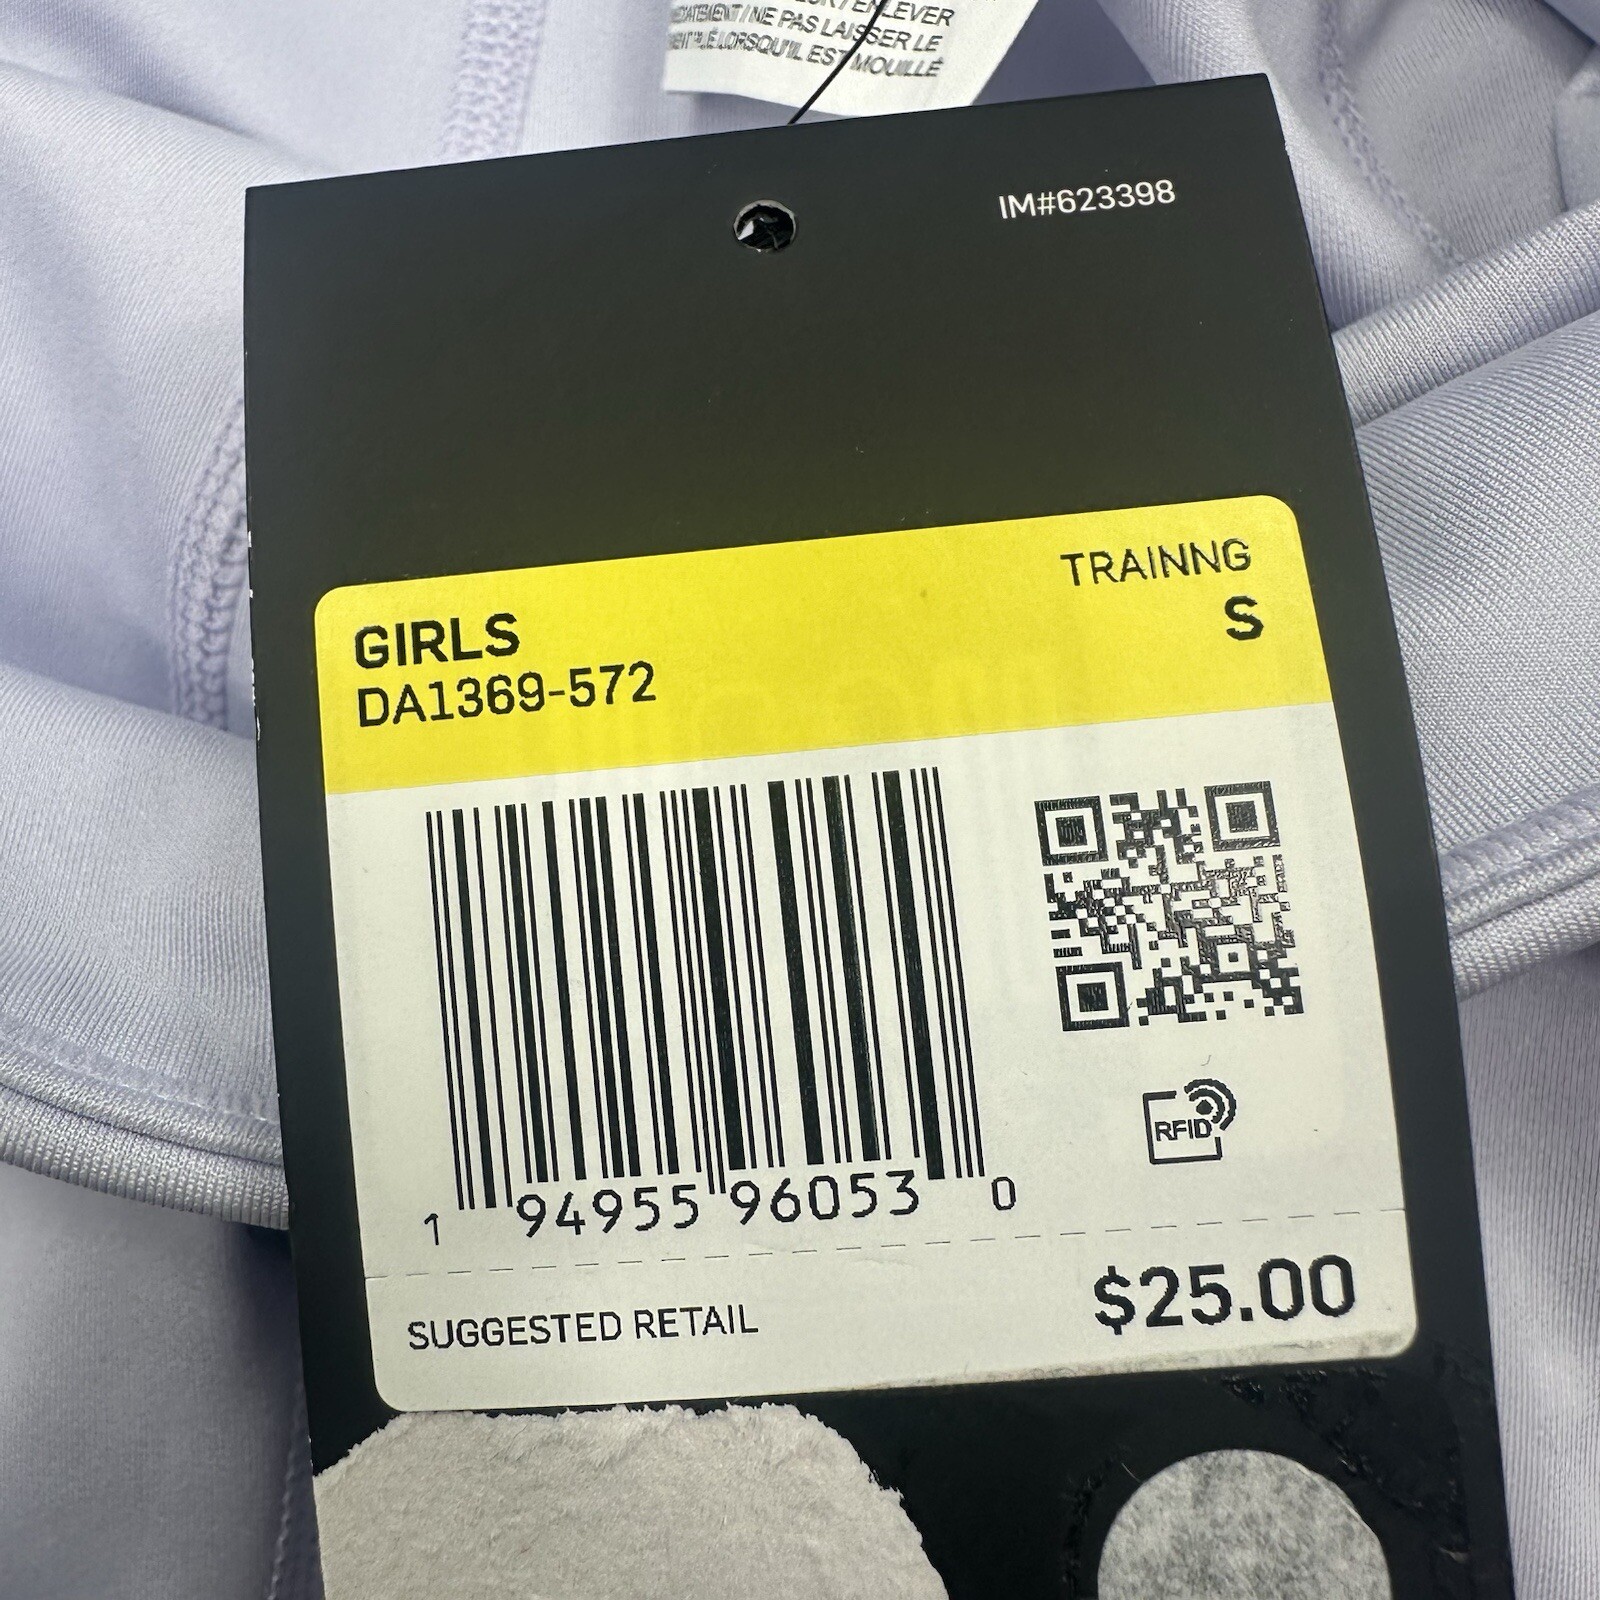 ENLEVER
NE PAS LAISSER LE
LORSQU'IL EST MOUILLÉ
IM#623398
TRAINNG
S
GIRLS
DA1369-572
RFID
1 94955 96053 0
SUGGESTED RETAIL
$25.00